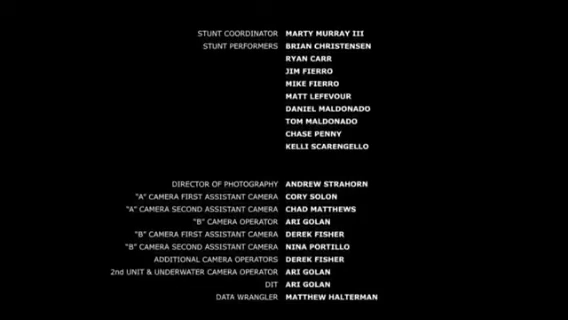 STUNT COORDINATOR MARTY MURRAY III
STUNT PERFORMERS BRIAN CHRISTENSEN
RYAN CARR
JIM FIERRO
MIKE FIERRO
MATT LEFEVOUR
DANIEL MALDONADO
TOM MALDONADO
CHASE PENNY
KELLI SCARENGELLO
DIRECTOR OF PHOTOGRAPHY ANDREW STRAHORN
"A" CAMERA FIRST ASSISTANT CAMERA CORY SOLON
"A" CAMERA SECOND ASSISTANT CAMERA CHAD MATTHEWS
"B" CAMERA OPERATOR ARI GOLAN
"B" CAMERA FIRST ASSISTANT CAMERA DEREK FISHER
"B" CAMERA SECOND ASSISTANT CAMERA NINA PORTILLO
ADDITIONAL CAMERA OPERATORS DEREK FISHER
2nd UNIT & UNDERWATER CAMERA OPERATOR ARI GOLAN
DIT ARI GOLAN
DATA WRANGLER MATTHEW HALTERMAN